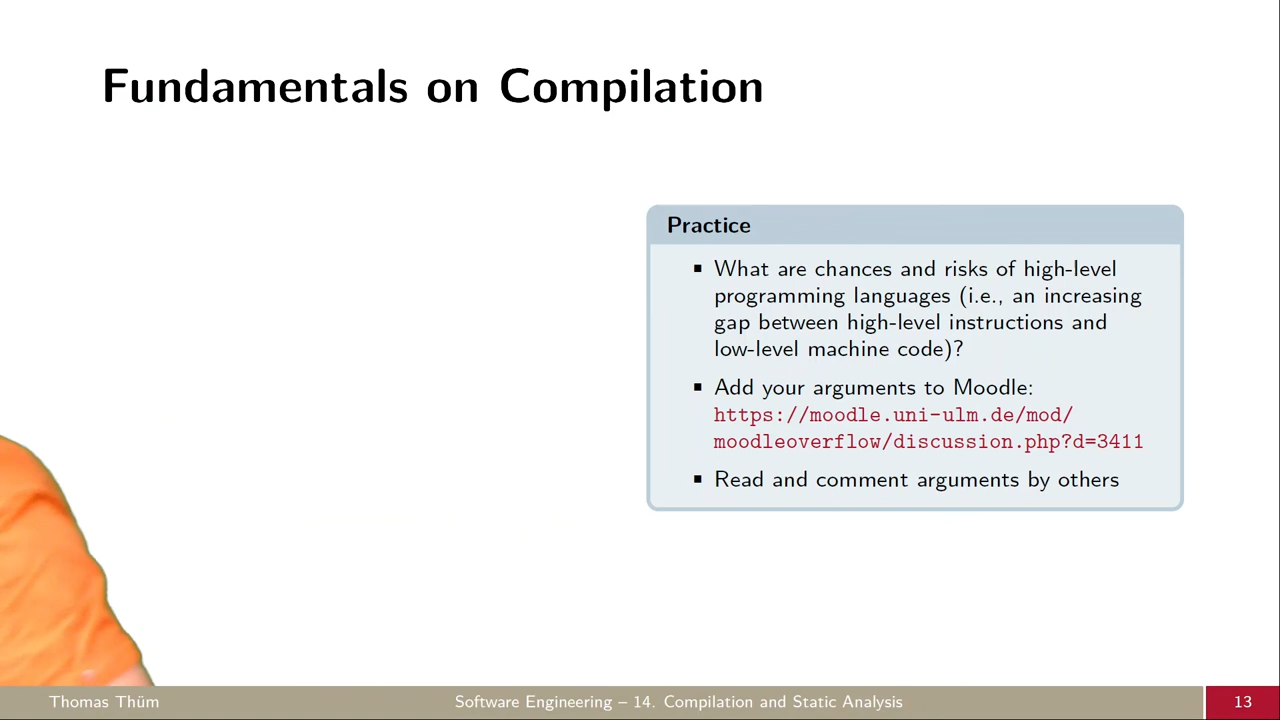 Fundamentals on Compilation
Practice
▪ What are chances and risks of high-level
programming languages (i.e., an increasing
gap between high-level instructions and
low-level machine code)?
▪ Add your arguments to Moodle:
https://moodle.uni-ulm.de/mod/
moodleoverflow/discussion.php?d=3411
▪ Read and comment arguments by others
Thomas Thüm
Software Engineering – 14. Compilation and Static Analysis
13